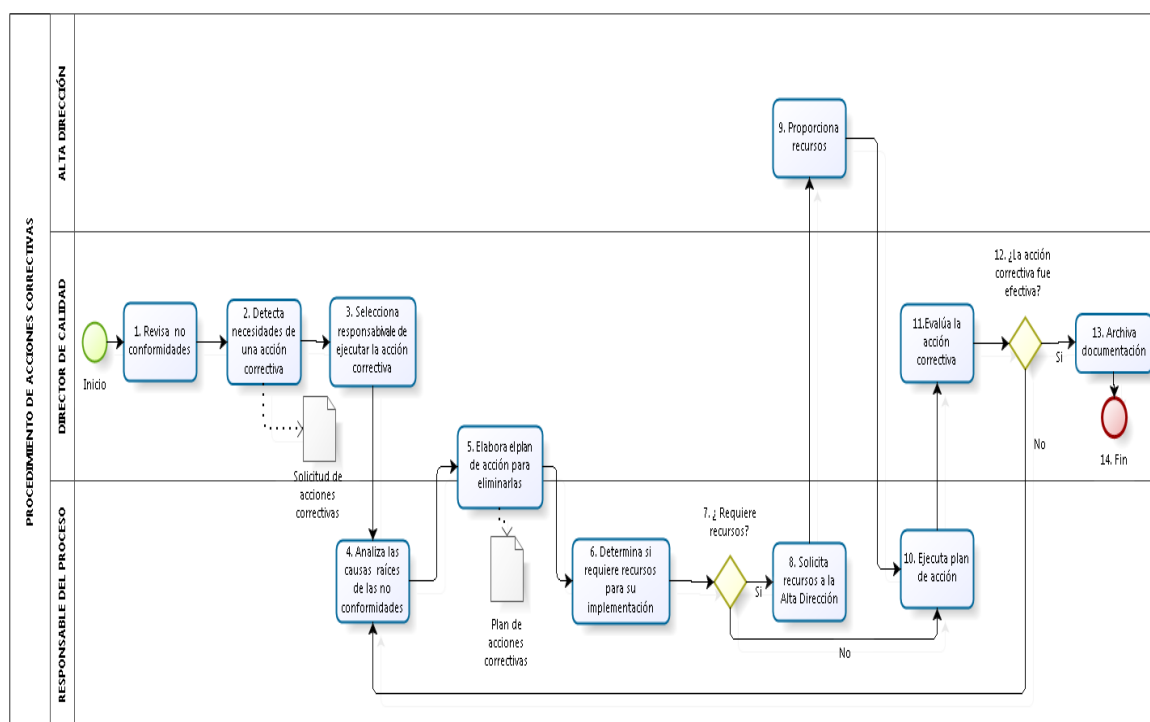 PROCEDIMIENTO DE ACCIONES CORRECTIVAS
ALTA DIRECCIÓN
9. Proporciona
recursos
DIRECTOR DE CALIDAD
Inicio
1. Revisa no
conformidades
2. Detecta
necesidades de
una acción
correctiva
Solicitud de
acciones
correctivas
3. Selecciona
responsabivale de
ejecutar la acción
correctiva
5. Elabora elplan
de acción para
eliminarlas
11.Evalúa la
acción
correctiva
12. ¿La acción
correctiva fue
efectiva?
Si
No
13. Archiva
documentación
14. Fin
RESPONSABLE DEL PROCESO
4. Analiza las
causas raíces
de las no
conformidades
Plan de
acciones
correctivas
6. Determina si
requiere recursos
para su
implementación
7. ¿ Requiere
recursos?
Si
No
8. Solicita
recursos a la
Alta Dirección
10. Ejecuta plan
de acción